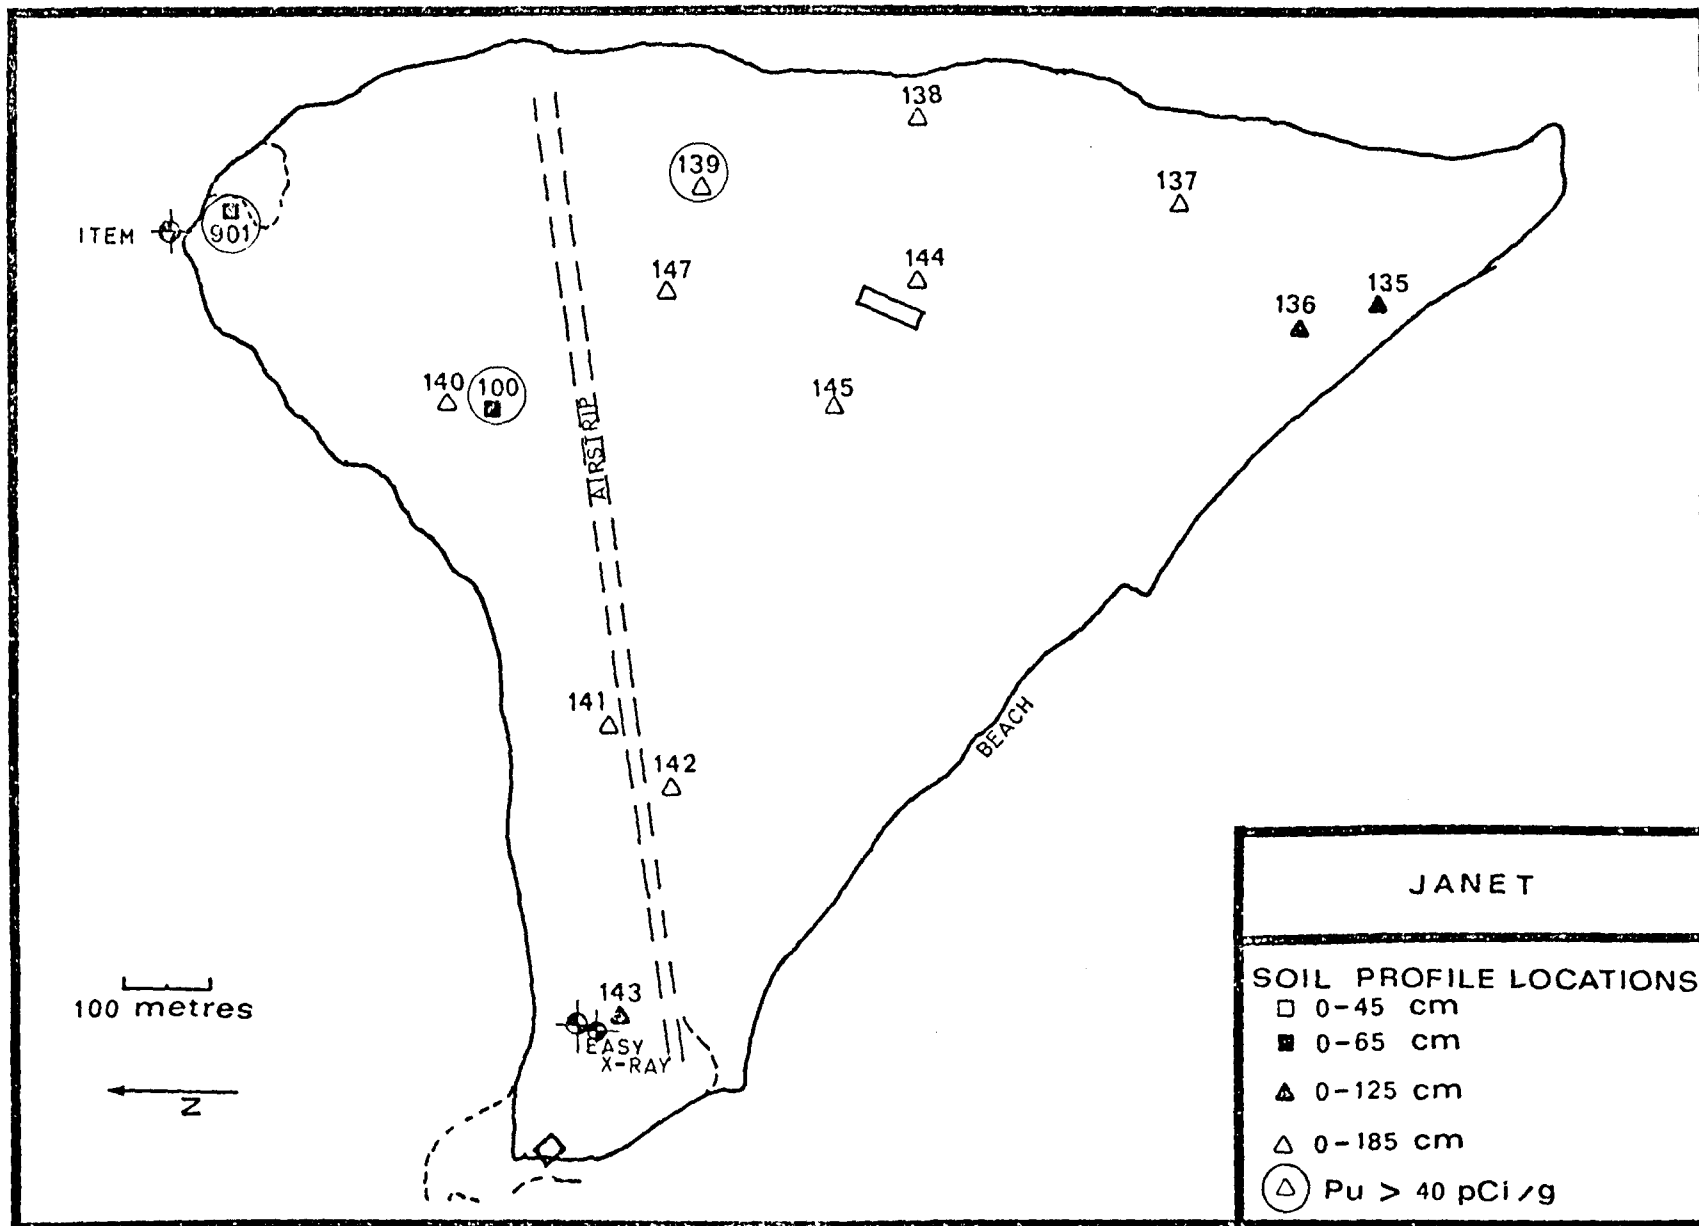 138
139
137
901
ITEM
144
147
135
136
140
100
145
AIRSTRIP
141
142
BEACH
JANET
SOIL PROFILE LOCATIONS
0-45 cm
0-65 cm
0-125 cm
0-185 cm
Pu > 40 pCi/g
100 metres
143
EASY
X-RAY
N